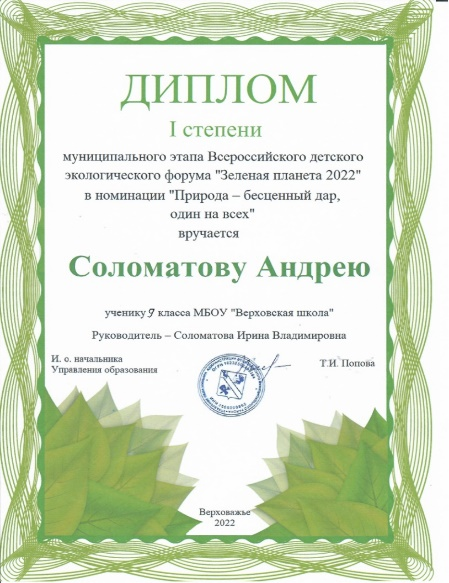 ДИПЛОМ
I степени
муниципального этапа Всероссийского детского
экологического форума "Зеленая планета 2022"
в номинации "Природа – бесценный дар,
один на всех"
вручается
Соломатову Андрею
ученику 9 класса МБОУ "Верховская школа"
Руководитель – Соломатова Ирина Владимировна
И. о. начальника
Управления образования
Т.И. Попова
Верховажье
2022